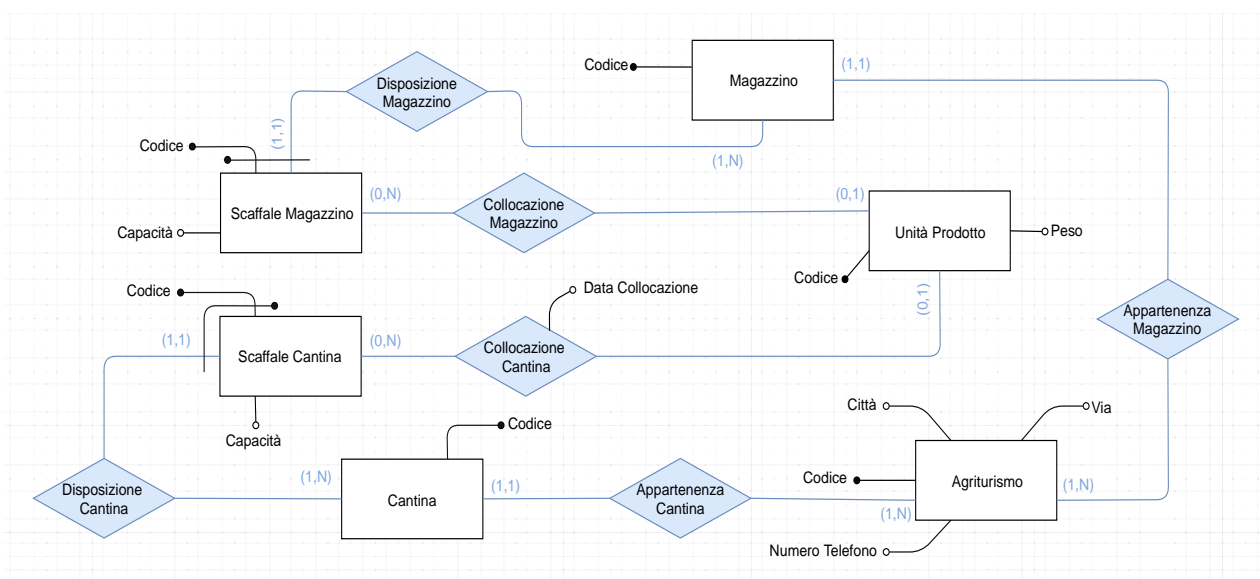 Codice
Magazzino
(1,1)
Disposizione
Magazzino
(1,1)
(1,N)
Codice
Scaffale Magazzino
(0,N)
Collocazione
Magazzino
(0,1)
Unità Prodotto
Peso
Capacità
Codice
(0,1)
Codice
Data Collocazione
Appartenenza
Magazzino
(1,1)
Scaffale Cantina
(0,N)
Collocazione
Cantina
Capacità
Città
Via
Codice
Disposizione
Cantina
(1,N)
Cantina
(1,1)
Appartenenza
Cantina
Codice
Agriturismo
(1,N)
(1,N)
Numero Telefono